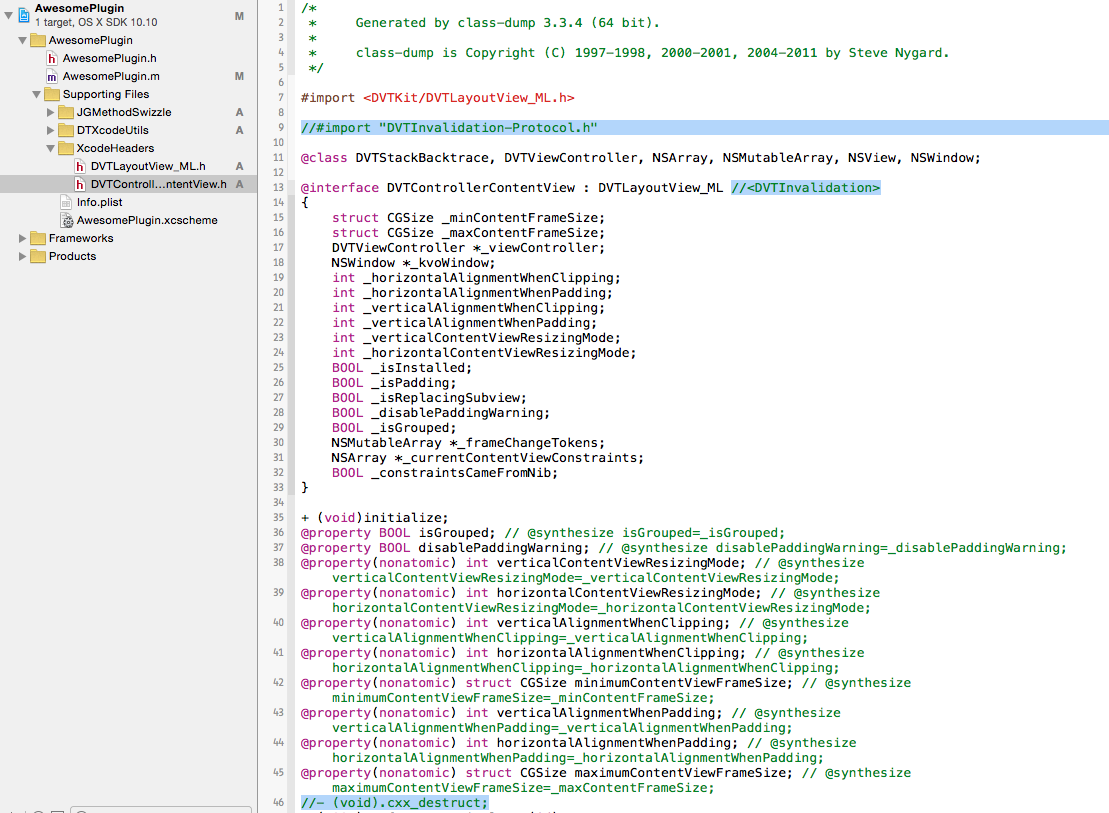 AwesomePlugin
M
1 target, OS X SDK 10.10
AwesomePlugin
AwesomePlugin.h
AwesomePlugin.m
M
Supporting Files
JGMethodSwizzle
A
DTXcodeUtils
A
XcodeHeaders
DVTLayoutView_ML.h
A
DVTControll...ntentView.h
A
Info.plist
AwesomePlugin.xcscheme
Frameworks
Products
1 /*
2 *     Generated by class-dump 3.3.4 (64 bit).
3 *
4 *     class-dump is Copyright (C) 1997-1998, 2000-2001, 2004-2011 by Steve Nygard.
5 */
6
7 #import <DVTKit/DVTLayoutView_ML.h>
8
9 //#import "DVTInvalidation-Protocol.h"
10
11 @class DVTStackBacktrace, DVTViewController, NSArray, NSMutableArray, NSView, NSWindow;
12
13 @interface DVTControllerContentView : DVTLayoutView_ML //<DVTInvalidation>
14 {
15     struct CGSize _minContentFrameSize;
16     struct CGSize _maxContentFrameSize;
17     DVTViewController *_viewController;
18     NSWindow *_kvoWindow;
19     int _horizontalAlignmentWhenClipping;
20     int _horizontalAlignmentWhenPadding;
21     int _verticalAlignmentWhenClipping;
22     int _verticalAlignmentWhenPadding;
23     int _verticalContentViewResizingMode;
24     int _horizontalContentViewResizingMode;
25     BOOL _isInstalled;
26     BOOL _isPadding;
27     BOOL _isReplacingSubview;
28     BOOL _disablePaddingWarning;
29     BOOL _isGrouped;
30     NSMutableArray *_frameChangeTokens;
31     NSArray *_currentContentViewConstraints;
32     BOOL _constraintsCameFromNib;
33 }
34
35 + (void)initialize;
36 @property BOOL isGrouped; // @synthesize isGrouped=_isGrouped;
37 @property BOOL disablePaddingWarning; // @synthesize disablePaddingWarning=_disablePaddingWarning;
38 @property(nonatomic) int verticalContentViewResizingMode; // @synthesize
verticalContentViewResizingMode=_verticalContentViewResizingMode;
39 @property(nonatomic) int horizontalContentViewResizingMode; // @synthesize
horizontalContentViewResizingMode=_horizontalContentViewResizingMode;
40 @property(nonatomic) int verticalAlignmentWhenClipping; // @synthesize
verticalAlignmentWhenClipping=_verticalAlignmentWhenClipping;
41 @property(nonatomic) int horizontalAlignmentWhenClipping; // @synthesize
horizontalAlignmentWhenClipping=_horizontalAlignmentWhenClipping;
42 @property(nonatomic) struct CGSize minimumContentViewFrameSize; // @synthesize
minimumContentViewFrameSize=_minContentFrameSize;
43 @property(nonatomic) int verticalAlignmentWhenPadding; // @synthesize
verticalAlignmentWhenPadding=_verticalAlignmentWhenPadding;
44 @property(nonatomic) int horizontalAlignmentWhenPadding; // @synthesize
horizontalAlignmentWhenPadding=_horizontalAlignmentWhenPadding;
45 @property(nonatomic) struct CGSize maximumContentViewFrameSize; // @synthesize
maximumContentViewFrameSize=_maxContentFrameSize;
46 //- (void).cxx_destruct;